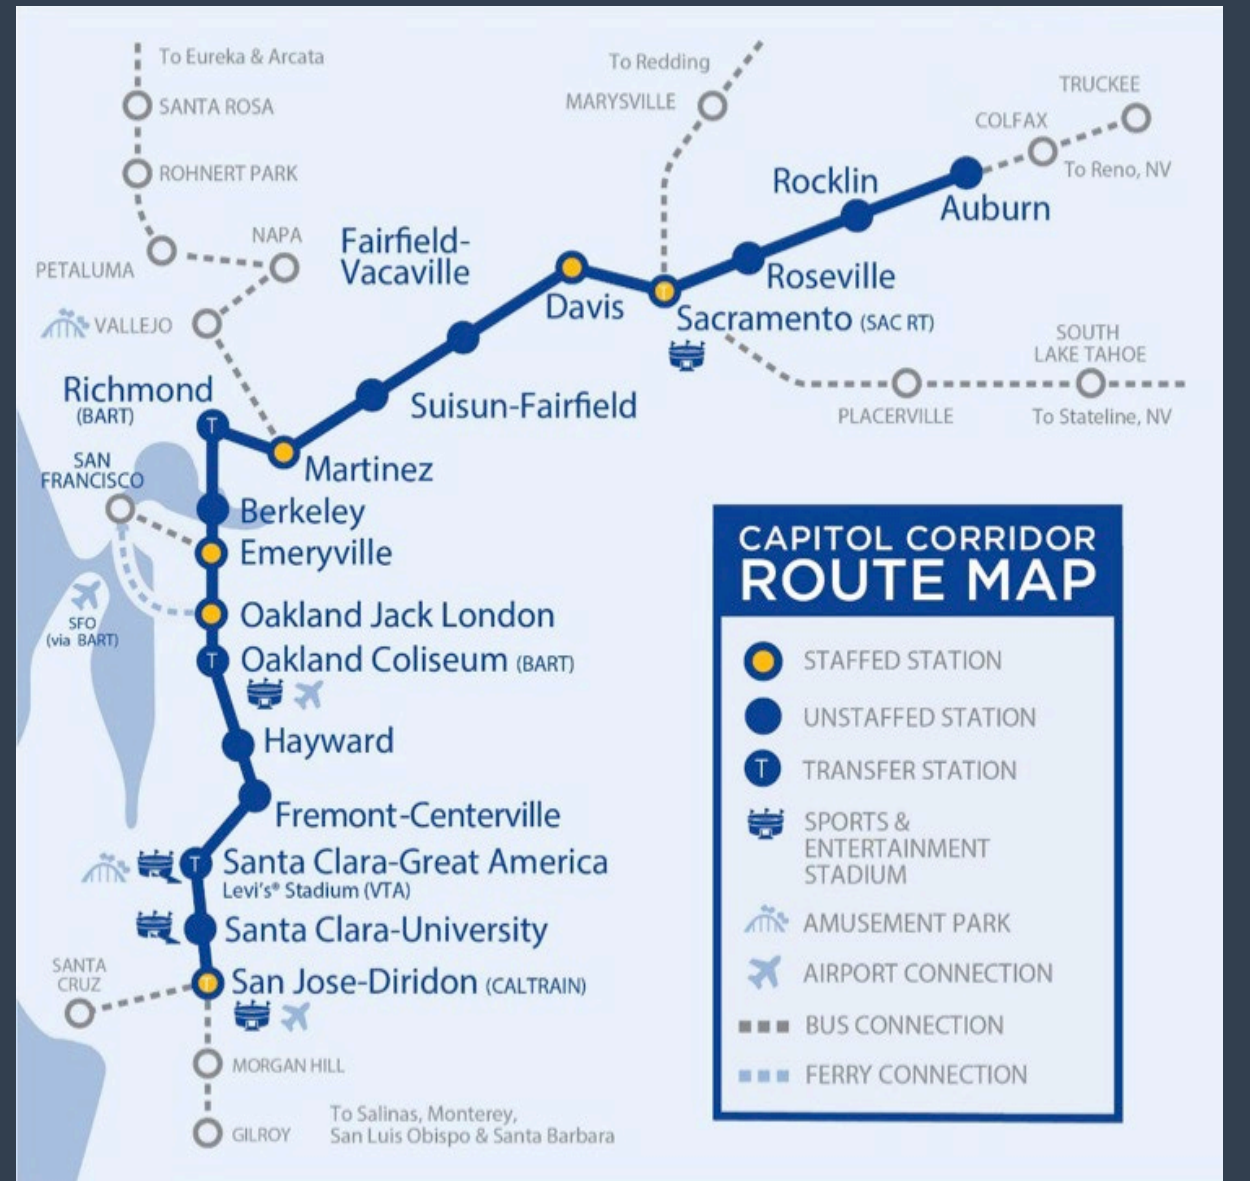 To Eureka & Arcata
SANTA ROSA
ROHNERT PARK
NAPA
PETALUMA
VALLEJO
To Redding
MARYSVILLE
TRUCKEE
COLFAX
To Reno, NV
Rocklin
Auburn
Fairfield-
Vacaville
Davis
Roseville
T
Sacramento (SAC RT)
SOUTH
LAKE TAHOE
PLACERVILLE
To Stateline, NV
Richmond
(BART)
T
Suisun-Fairfield
Martinez
SAN
FRANCISCO
Berkeley
Emeryville
SFO
(via BART)
Oakland Jack London
T
Oakland Coliseum (BART)
Hayward
Fremont-Centerville
T
Santa Clara-Great America
Levi's® Stadium (VTA)
Santa Clara-University
SANTA
CRUZ
T
San Jose-Diridon (CALTRAIN)
MORGAN HILL
GILROY
To Salinas, Monterey,
San Luis Obispo & Santa Barbara
CAPITOL CORRIDOR
ROUTE MAP
STAFFED STATION
UNSTAFFED STATION
T TRANSFER STATION
SPORTS &
ENTERTAINMENT
STADIUM
AMUSEMENT PARK
AIRPORT CONNECTION
BUS CONNECTION
FERRY CONNECTION